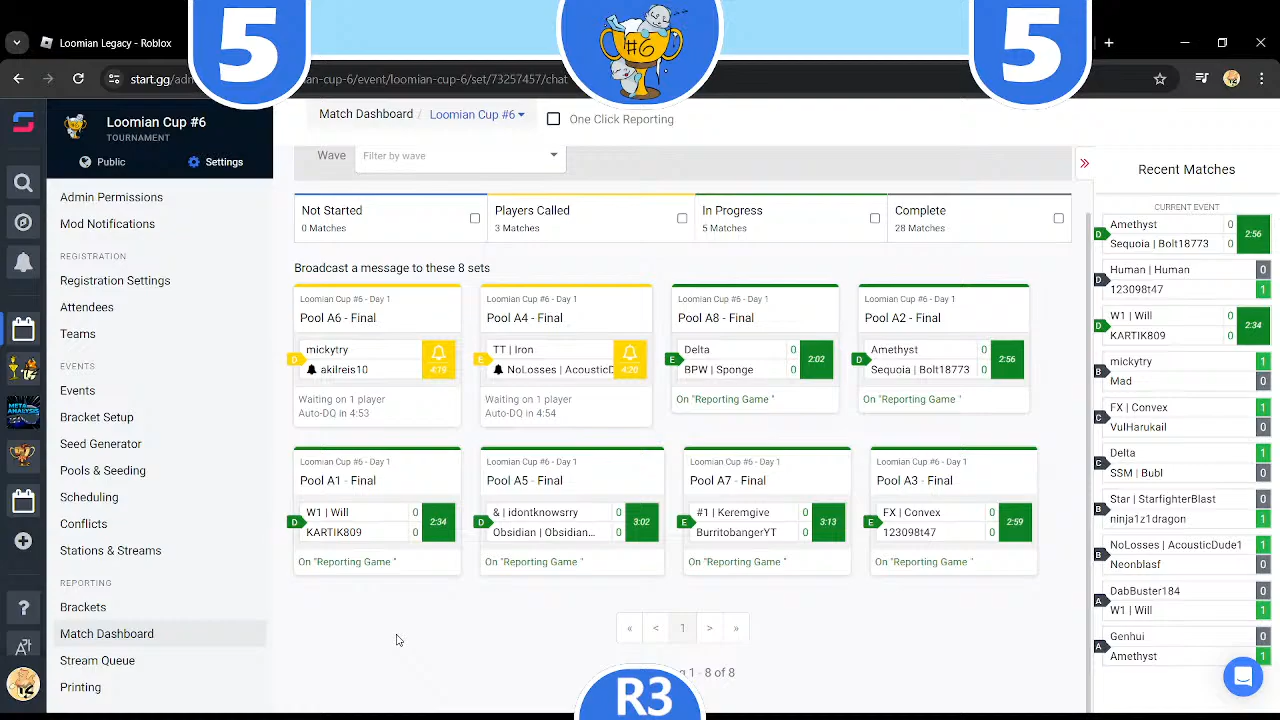 5
#6
5
Loomian Legacy - Roblox
start.gg/adm
an-cup-6/event/loomian-cup-6/set/73257457/chat
Loomian Cup #6
TOURNAMENT
Public
Settings
Admin Permissions
Mod Notifications
REGISTRATION
Registration Settings
Attendees
Teams
EVENTS
Events
Bracket Setup
Seed Generator
Pools & Seeding
Scheduling
Conflicts
Stations & Streams
REPORTING
Brackets
Match Dashboard
Stream Queue
Printing
META
ANALYSIS
Match Dashboard / Loomian Cup #6
One Click Reporting
Wave
Filter by wave
Not Started
0 Matches
Players Called
3 Matches
In Progress
5 Matches
Complete
28 Matches
Broadcast a message to these 8 sets
Loomian Cup #6 - Day 1
Pool A6 - Final
D
mickytry
akilreis10
4:19
Waiting on 1 player
Auto-DQ in 4:53
Loomian Cup #6 - Day 1
Pool A4 - Final
E
TT | Iron
NoLosses | AcousticD
4:20
Waiting on 1 player
Auto-DQ in 4:54
Loomian Cup #6 - Day 1
Pool A8 - Final
E
Delta 0
BPW | Sponge 0
2:02
On "Reporting Game "
Loomian Cup #6 - Day 1
Pool A2 - Final
D
Amethyst 0
Sequoia | Bolt18773 0
2:56
On "Reporting Game "
Loomian Cup #6 - Day 1
Pool A1 - Final
D
W1 | Will 0
KARTIK809 0
2:34
On "Reporting Game "
Loomian Cup #6 - Day 1
Pool A5 - Final
D
& | idontknowsrry 0
Obsidian | Obsidian... 0
3:02
On "Reporting Game "
Loomian Cup #6 - Day 1
Pool A7 - Final
E
#1 | Keremgive 0
BurritobangerYT 0
3:13
On "Reporting Game "
Loomian Cup #6 - Day 1
Pool A3 - Final
E
FX | Convex 0
123098t47 0
2:59
On "Reporting Game "
« < 1 > »
1 - 8 of 8
R3
Recent Matches
CURRENT EVENT
D
Amethyst 0
Sequoia | Bolt18773 0
2:56
D
Human | Human 0
123098t47 1
D
W1 | Will 0
KARTIK809 0
2:34
B
mickytry 1
Mad 0
C
FX | Convex 1
VulHarukail 0
C
Delta 1
SSM | Bubl 0
B
Star | StarfighterBlast 0
ninja1z1dragon 1
B
NoLosses | AcousticDude1 1
Neonblasf 0
A
DabBuster184 0
W1 | Will 1
A
Genhui 0
Amethyst 1